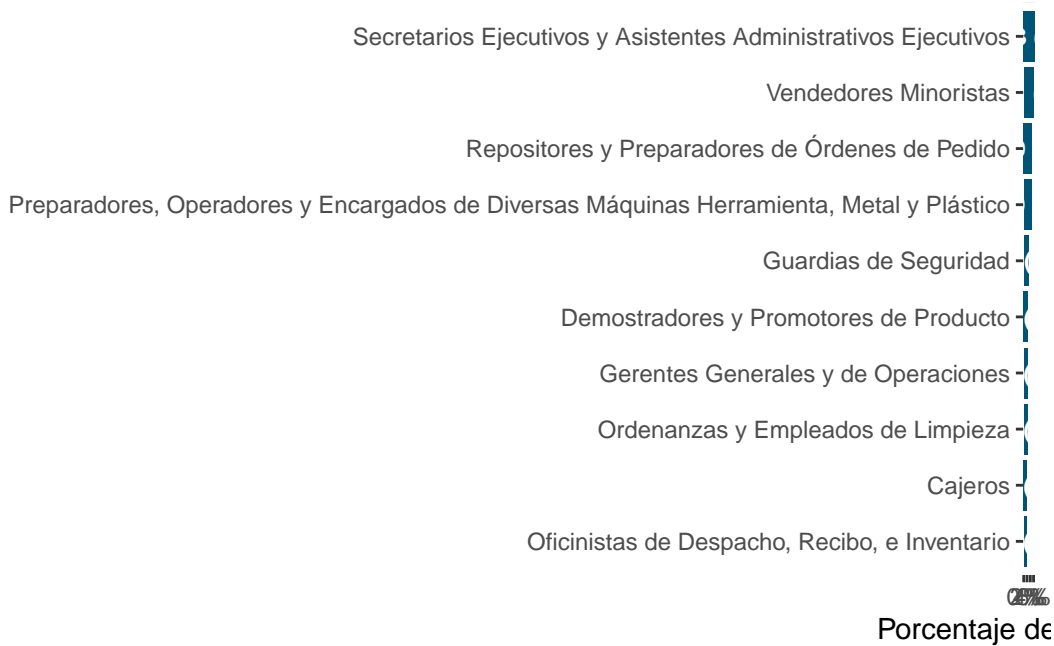 Secretarios Ejecutivos y Asistentes Administrativos Ejecutivos
Vendedores Minoristas
Repositores y Preparadores de Órdenes de Pedido
Preparadores, Operadores y Encargados de Diversas Máquinas Herramienta, Metal y Plástico
Guardias de Seguridad
Demostradores y Promotores de Producto
Gerentes Generales y de Operaciones
Ordenanzas y Empleados de Limpieza
Cajeros
Oficinistas de Despacho, Recibo, e Inventario
Porcentaje de